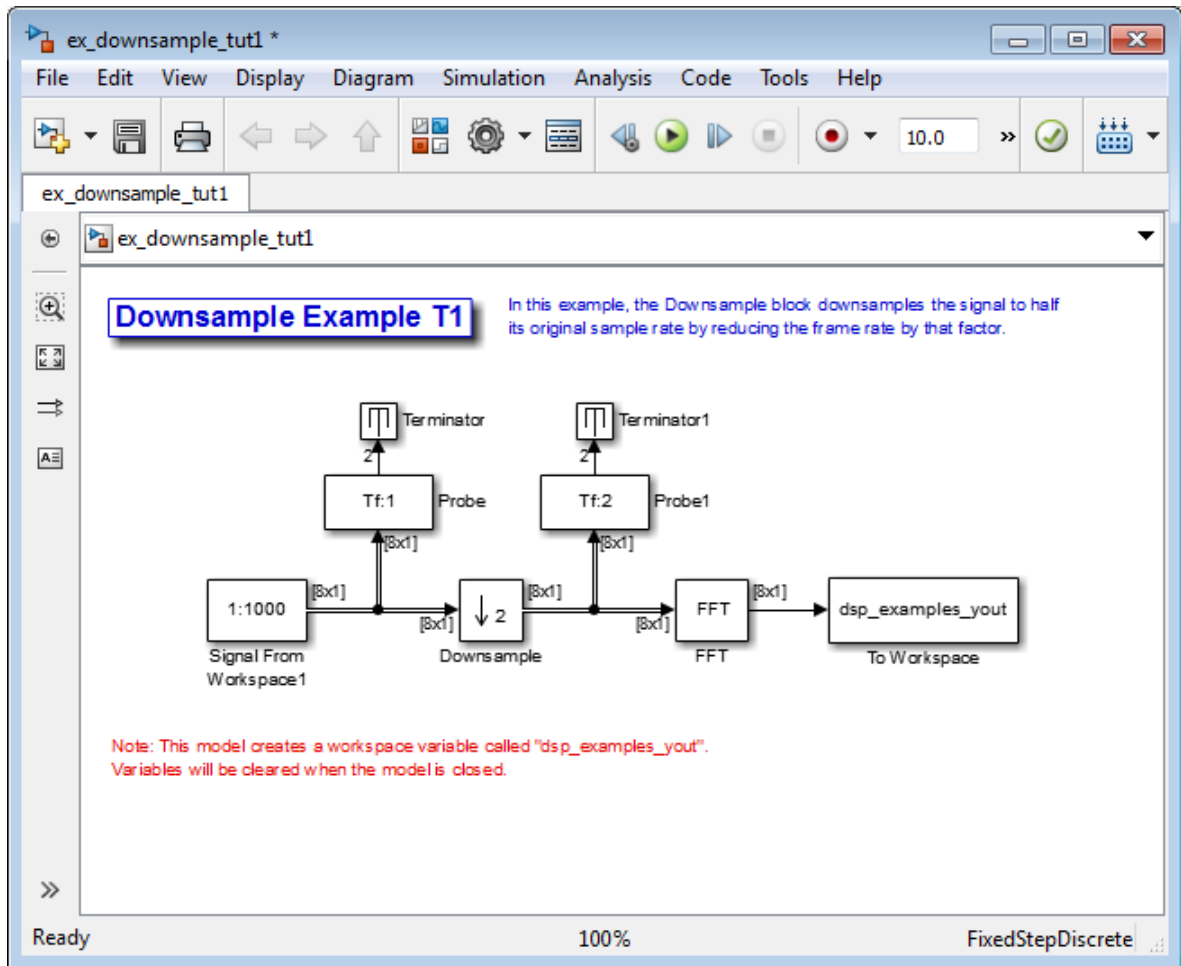 ex_downsample_tut1 *
File Edit View Display Diagram Simulation Analysis Code Tools Help
10.0 »
ex_downsample_tut1
ex_downsample_tut1
Downsample Example T1
In this example, the Downsample block downsamples the signal to half
its original sample rate by reducing the frame rate by that factor.
Terminator
Terminator1
2
2
Tf:1
Probe
Tf:2
Probe1
[8x1]
[8x1]
1:1000
[8x1]
[8x1]
↓ 2
[8x1]
[8x1]
FFT
[8x1]
dsp_examples_yout
Signal From
Workspace1
Downsample
FFT
To Workspace
Note: This model creates a workspace variable called "dsp_examples_yout".
Variables will be cleared when the model is closed.
A
»
Ready 100% FixedStepDiscrete